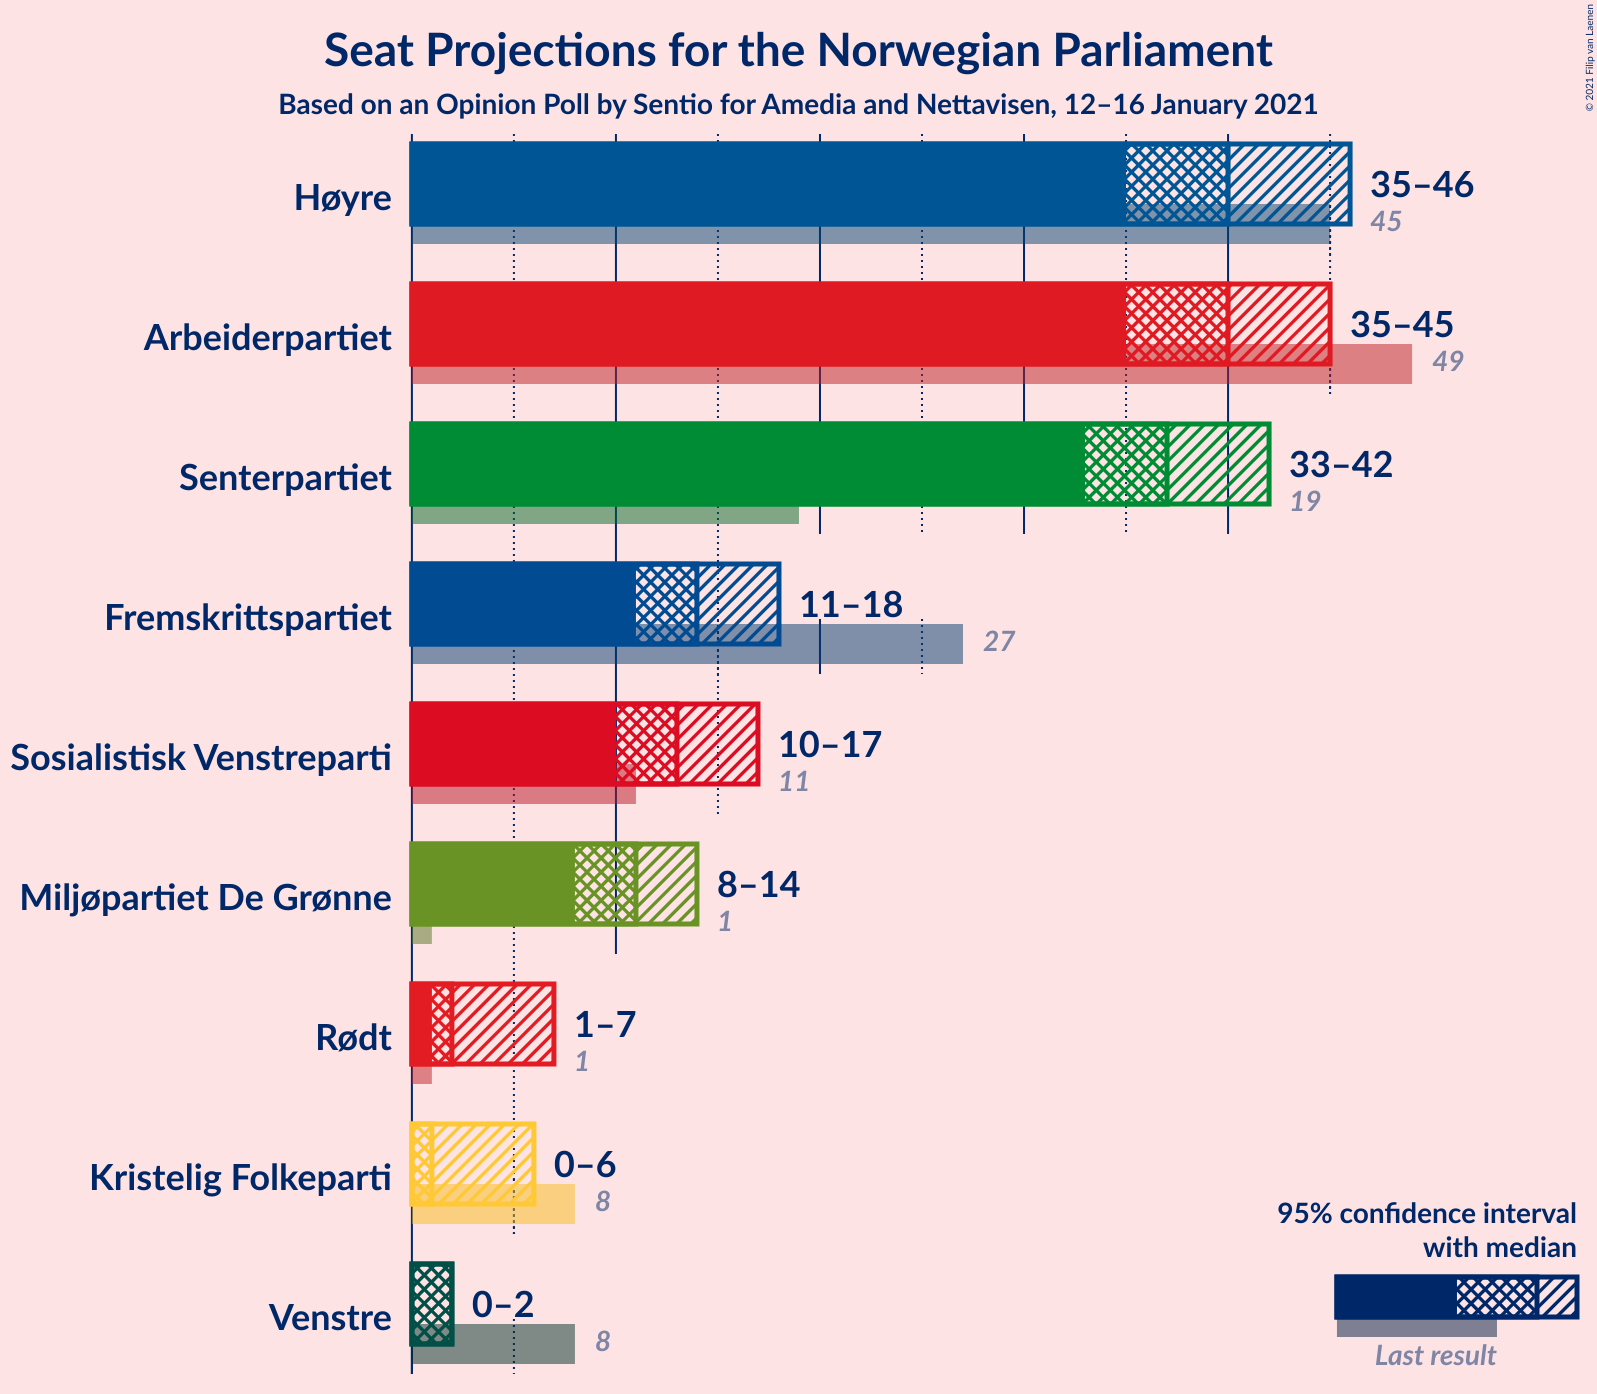 Seat Projections for the Norwegian Parliament
Based on an Opinion Poll by Sentio for Amedia and Nettavisen, 12–16 January 2021
© 2021 Filip van Laenen
Høyre
35–46
45
Arbeiderpartiet
35–45
49
Senterpartiet
33–42
19
Fremskrittspartiet
11–18
27
Sosialistisk Venstreparti
10–17
11
Miljøpartiet De Grønne
8–14
1
Rødt
1–7
1
Kristelig Folkeparti
0–6
8
Venstre
0–2
8
95% confidence interval
with median
Last result